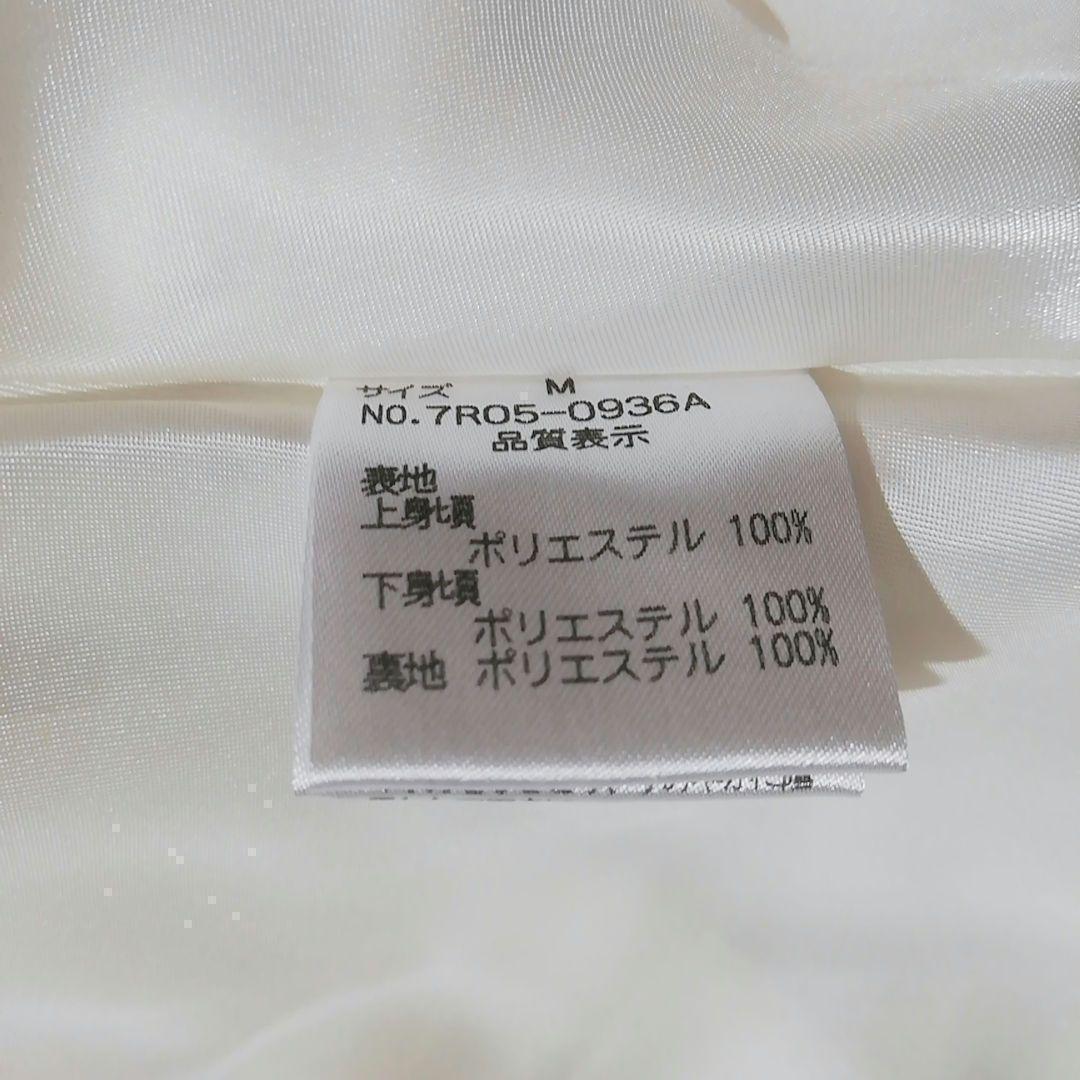 サイズ M
NO.7R05-0936A
品質表示
表地
上身頃
ポリエステル 100%
下身頃
ポリエステル 100%
裏地 ポリエステル 100%